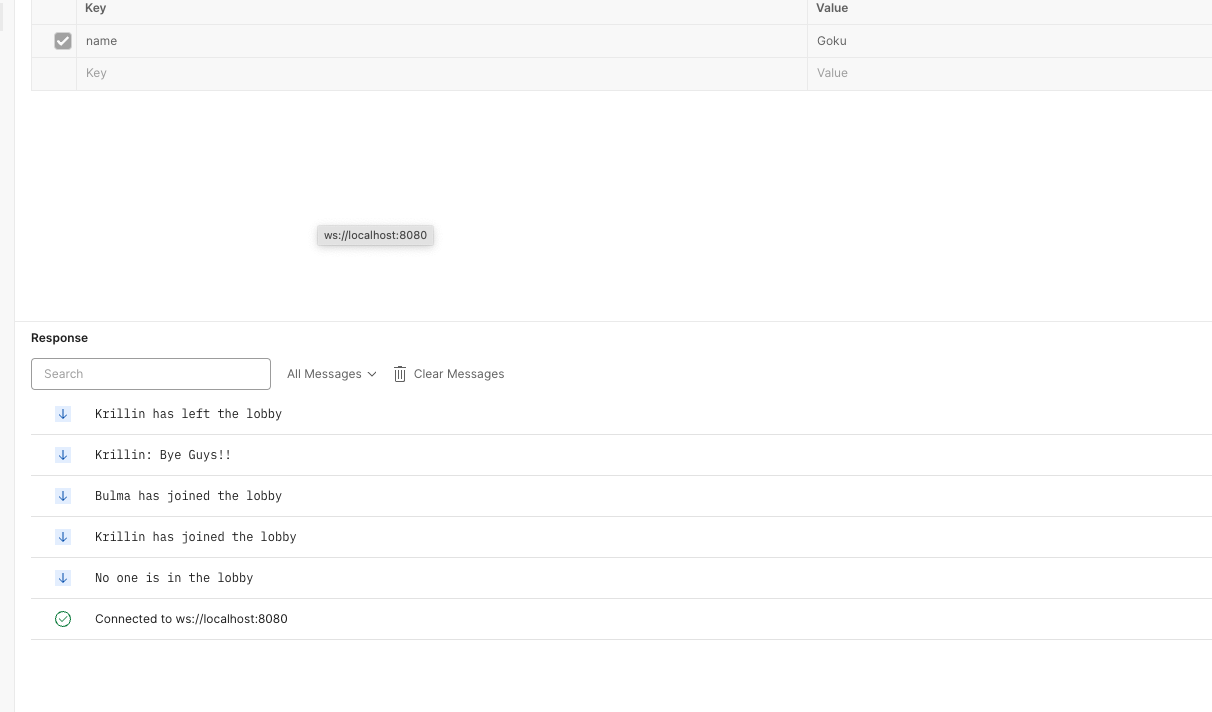 Key Value
name Goku
Key Value
ws://localhost:8080
Response
Search All Messages Clear Messages
Krillin has left the lobby
Krillin: Bye Guys!!
Bulma has joined the lobby
Krillin has joined the lobby
No one is in the lobby
Connected to ws://localhost:8080